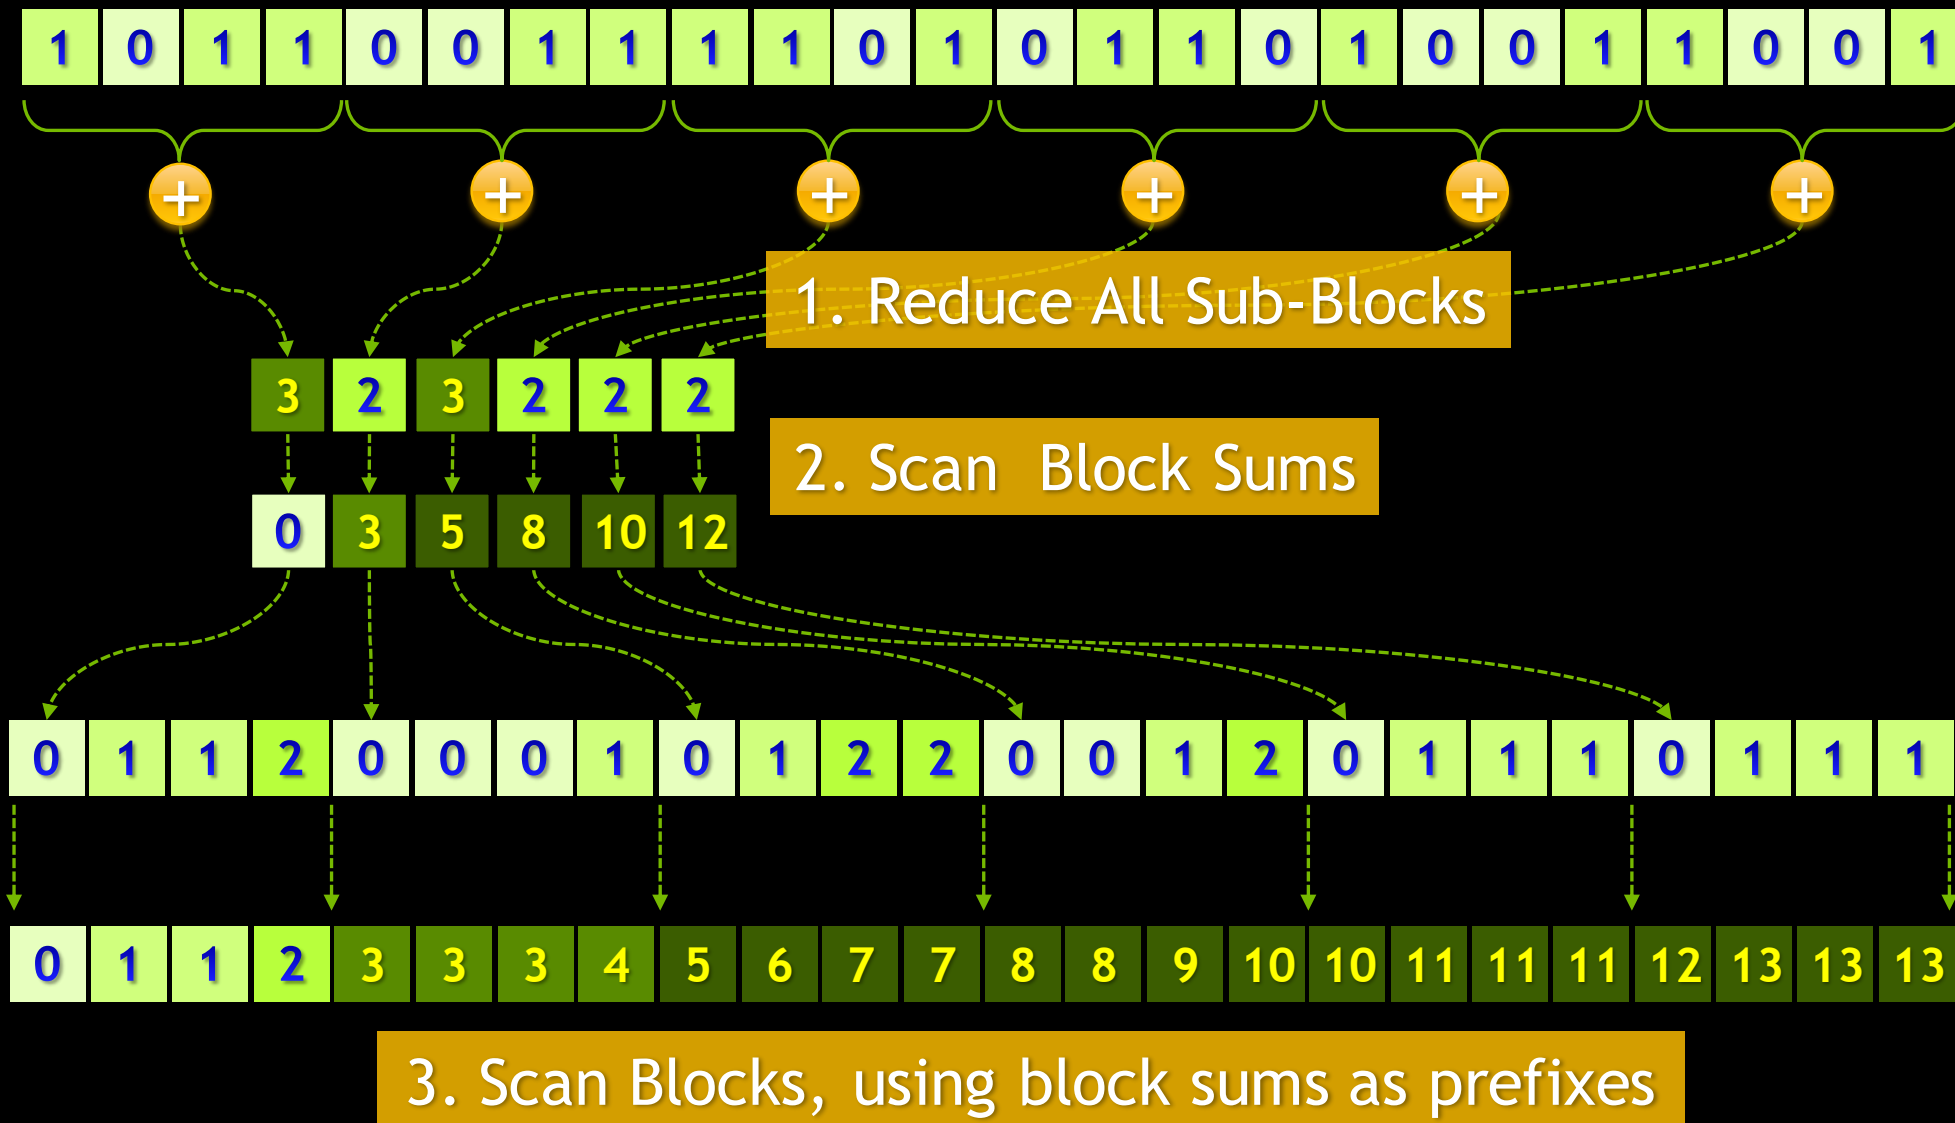 1 0 1 1 0 0 1 1 1 1 0 1 0 1 1 0 1 0 0 1 1 0 0 1
+ + + + + +
1. Reduce All Sub-Blocks
3 2 3 2 2 2
2. Scan Block Sums
0 3 5 8 10 12
0 1 1 2 0 0 0 1 0 1 2 2 0 0 1 2 0 1 1 1 0 1 1 1
0 1 1 2 3 3 3 4 5 6 7 7 8 8 9 10 10 11 11 11 12 13 13 13
3. Scan Blocks, using block sums as prefixes